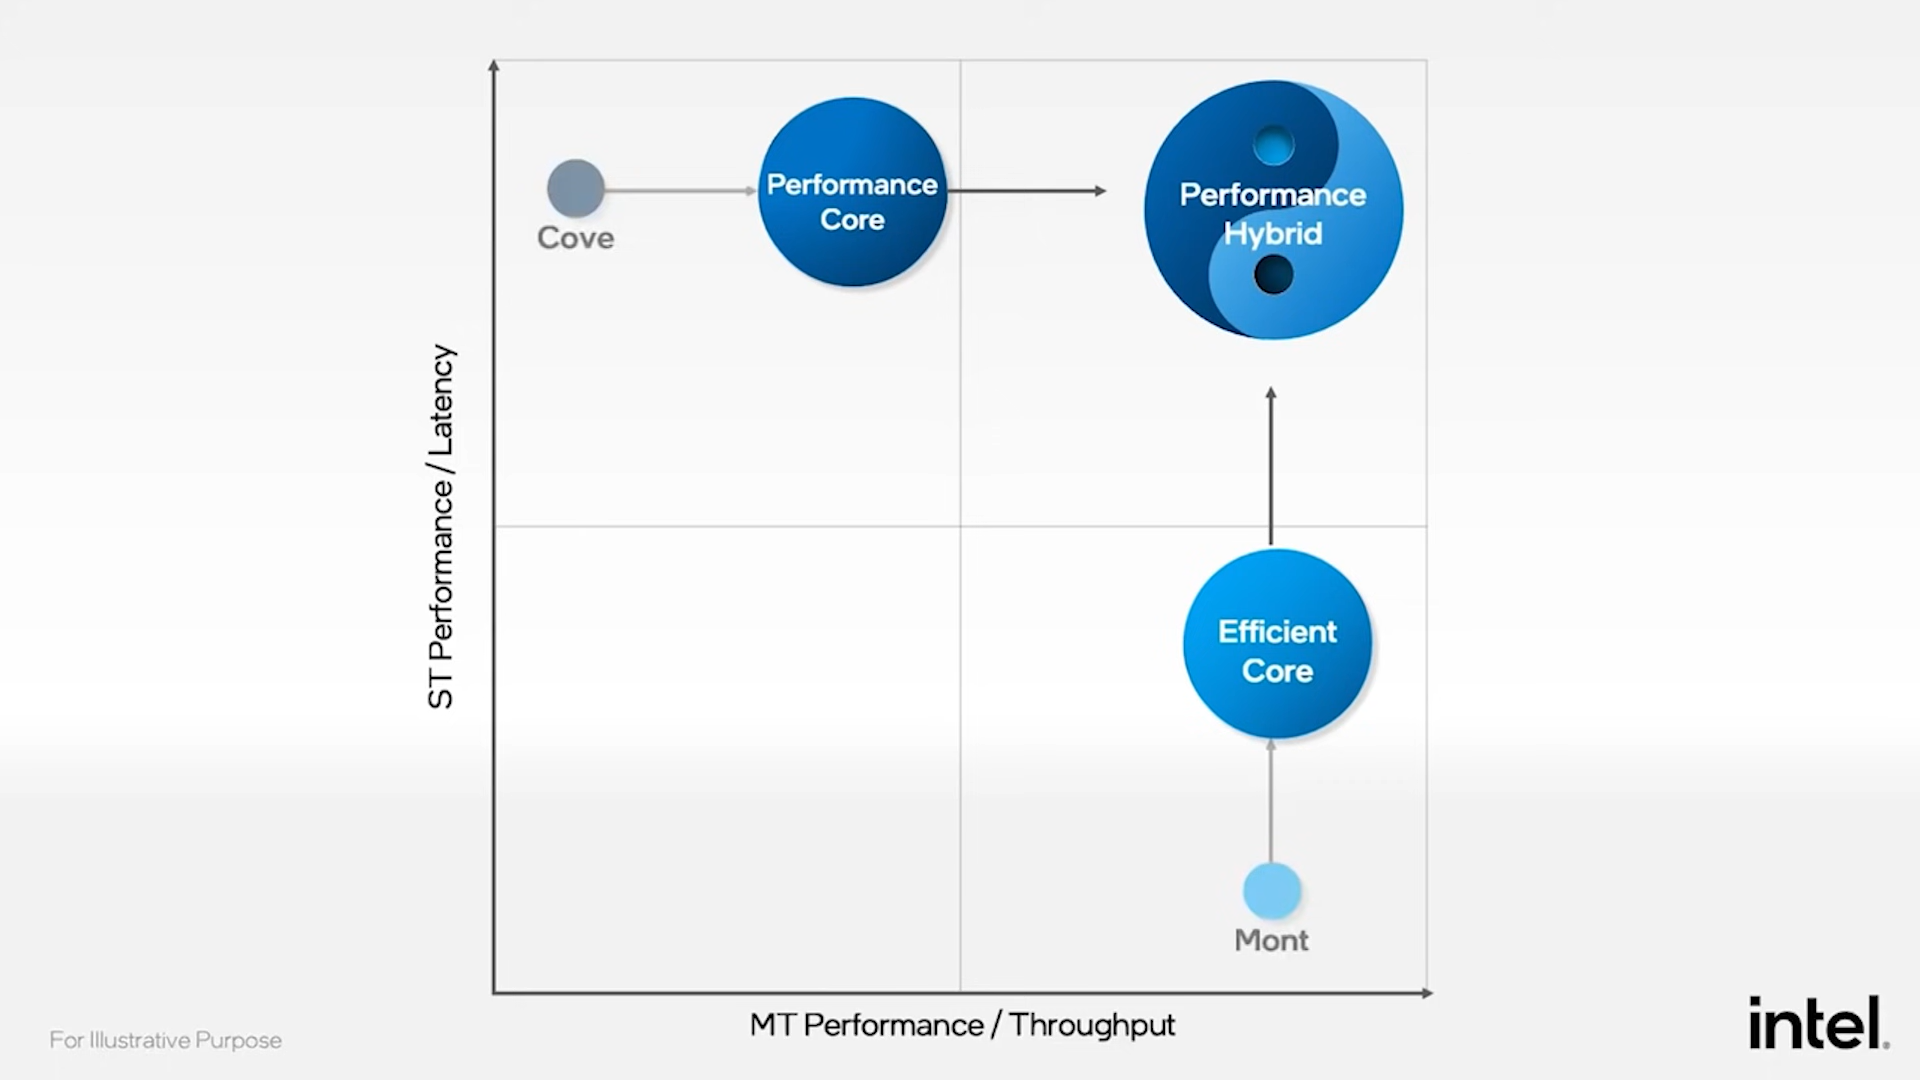 Performance
Core
Performance
Hybrid
Cove
ST Performance / Latency
Efficient
Core
Mont
MT Performance / Throughput
For Illustrative Purpose
intel.